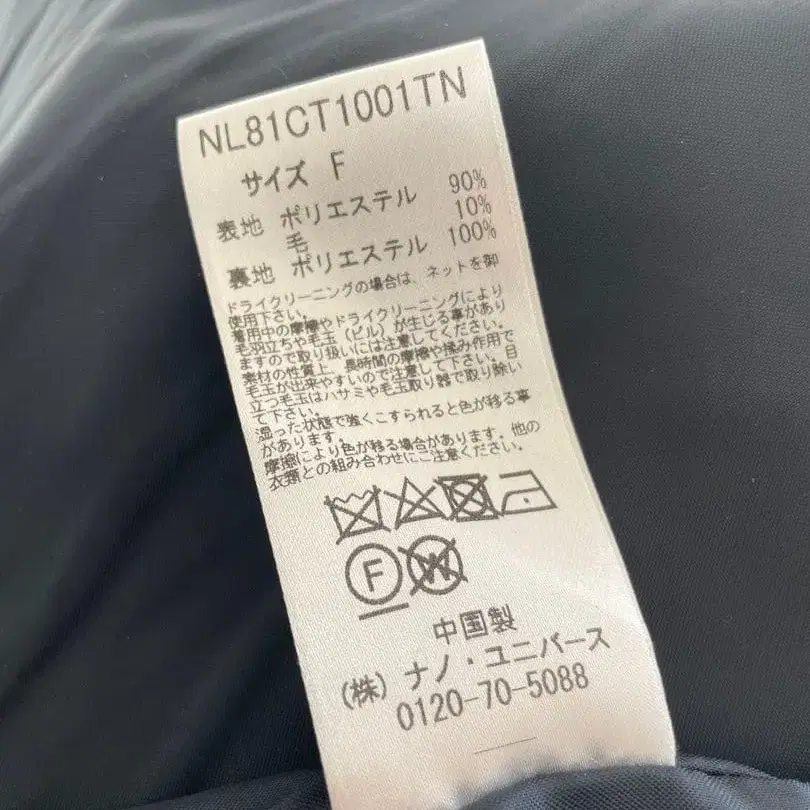 NL81CT1001TN
サイズ F
表地 ポリエステル 90%
毛 10%
裏地 ポリエステル 100%
ドライクリーニングの場合は、ネットを御
使用下さい。
着用中の摩擦やドライクリーニングにより
毛羽立ちや毛玉(ピル)が生じる事があり
ますので取り扱いには注意してください。
素材の性質上、長時間の摩擦や揉み作用で
毛玉が出来やすいので注意して下さい。目
立つ毛玉はハサミや毛玉取り器で取り除い
て下さい。
湿った状態で強くこすられると色が移る事
があります。
摩擦により色が移る場合があります。他の
衣類との組み合わせにご注意ください。
F W
中国製
(株) ナノ・ユニバース
0120-70-5088